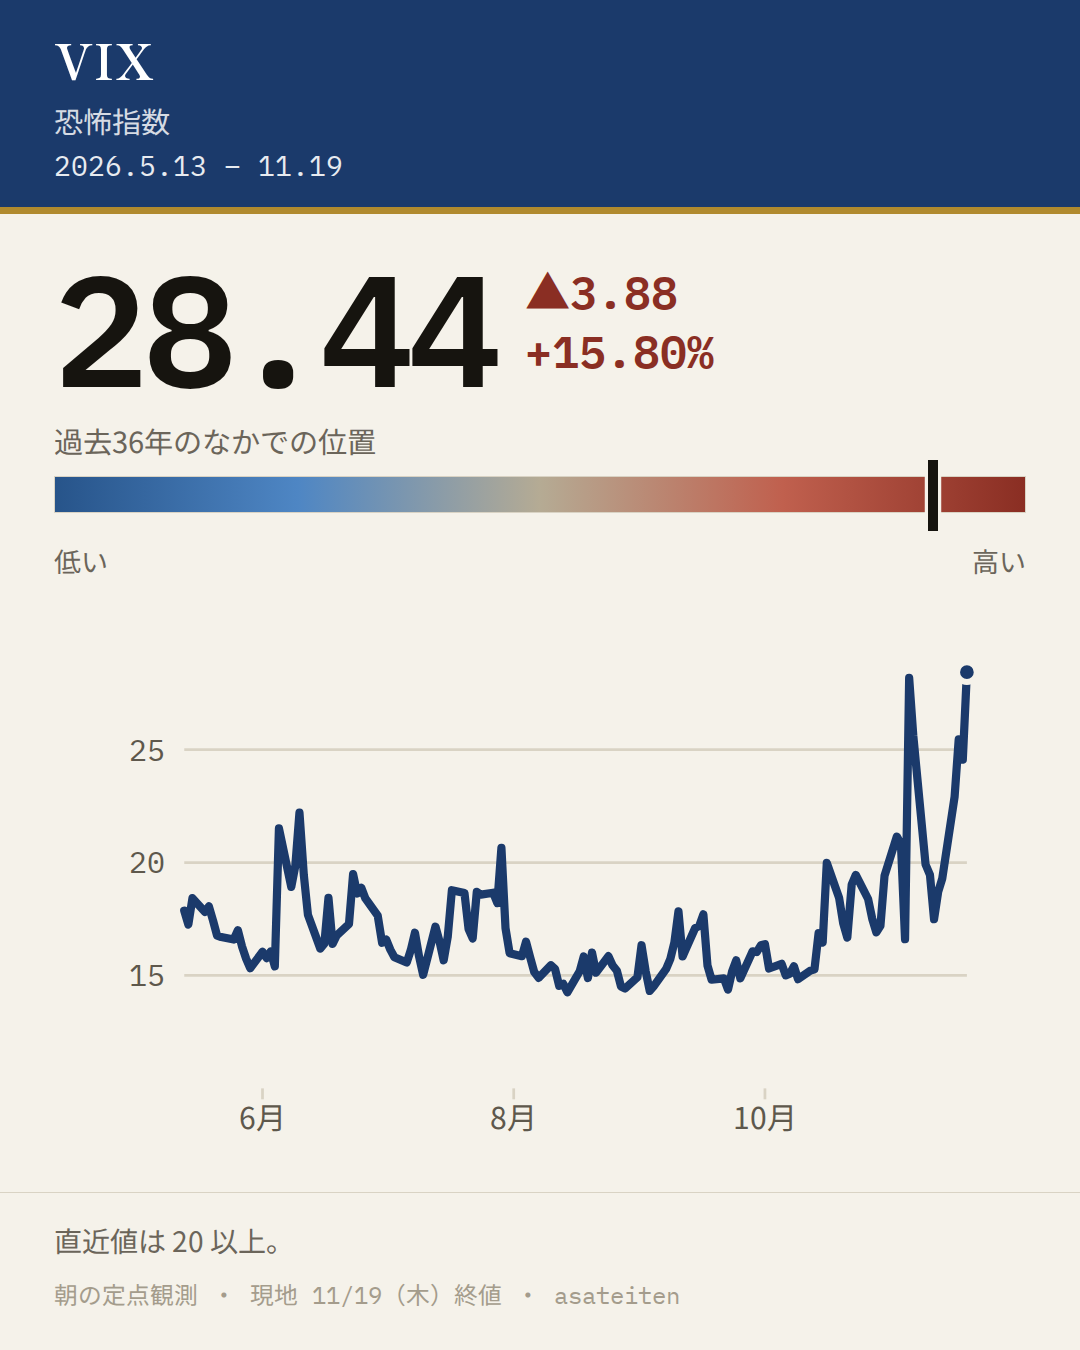 VIX
恐怖指数
2026.5.13 – 11.19
28.44
▲3.88
+15.80%
過去36年のなかでの位置
低い
高い
25
20
15
6月
8月
10月
直近値は 20 以上。
朝の定点観測 ・ 現地 11/19（木）終値 ・ asateiten